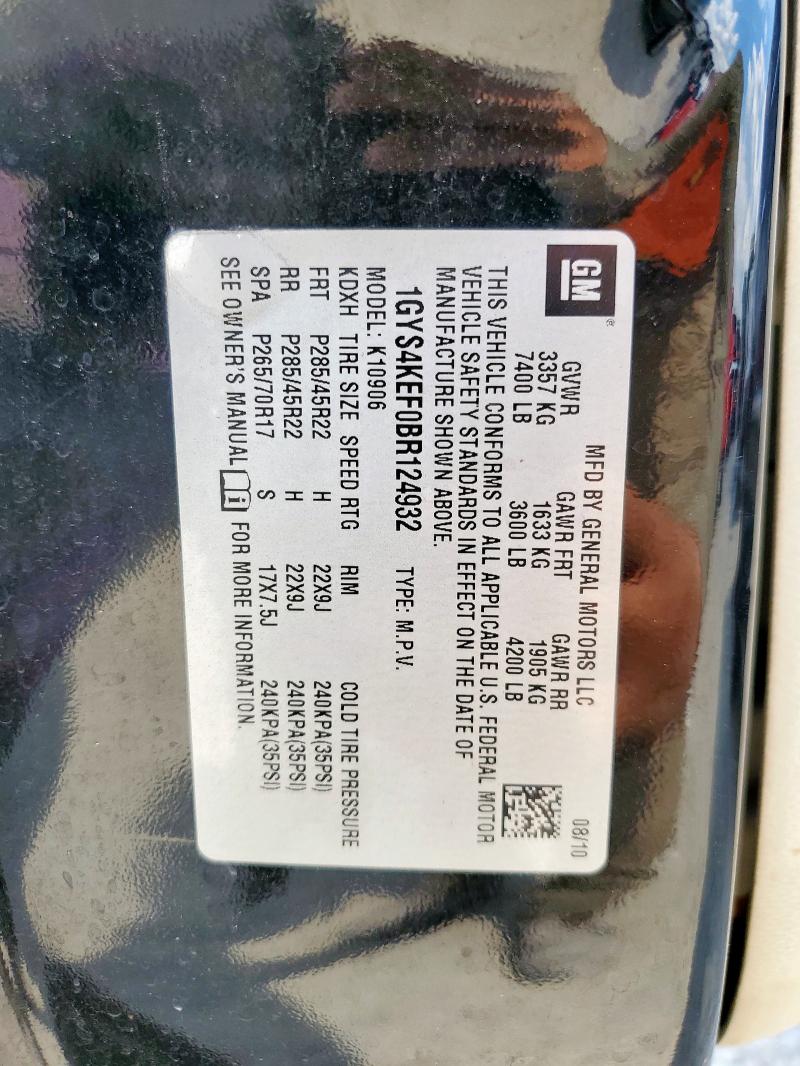 GM ®
MFD BY GENERAL MOTORS LLC 08/10
GVWR GAWR FRT GAWR RR
3357 KG 1633 KG 1905 KG
7400 LB 3600 LB 4200 LB
THIS VEHICLE CONFORMS TO ALL APPLICABLE U.S. FEDERAL MOTOR
VEHICLE SAFETY STANDARDS IN EFFECT ON THE DATE OF
MANUFACTURE SHOWN ABOVE.
1GYS4KEF0BR124932 TYPE: M.P.V.
MODEL: K10906
KDXH TIRE SIZE SPEED RTG RIM COLD TIRE PRESSURE
FRT P285/45R22 H 22X9J 240KPA(35PSI)
RR P285/45R22 H 22X9J 240KPA(35PSI)
SPA P265/70R17 S 17X7.5J 240KPA(35PSI)
SEE OWNER'S MANUAL FOR MORE INFORMATION.